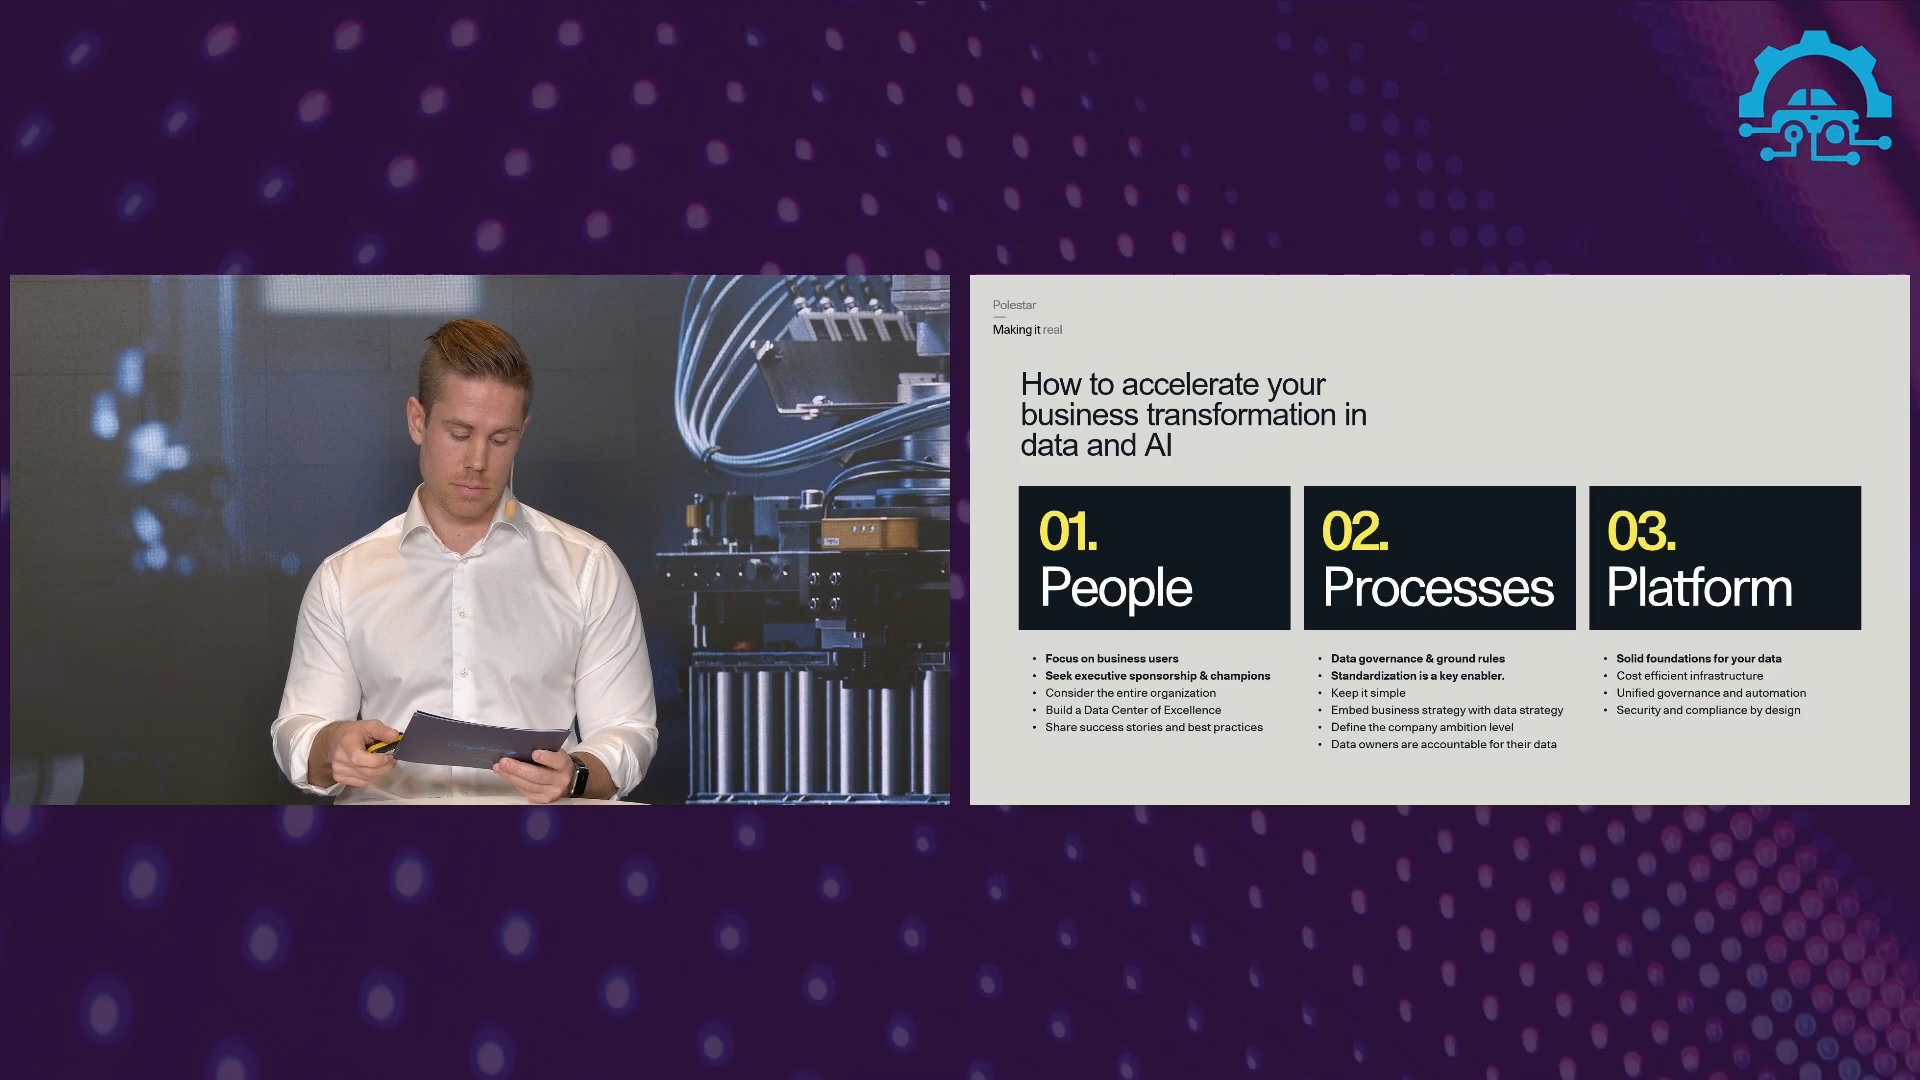 Polestar
Making it real
How to accelerate your
business transformation in
data and AI
01.
People
02.
Processes
03.
Platform
• Focus on business users
• Seek executive sponsorship & champions
• Consider the entire organization
• Build a Data Center of Excellence
• Share success stories and best practices
• Data governance & ground rules
• Standardization is a key enabler.
• Keep it simple
• Embed business strategy with data strategy
• Define the company ambition level
• Data owners are accountable for their data
• Solid foundations for your data
• Cost efficient infrastructure
• Unified governance and automation
• Security and compliance by design